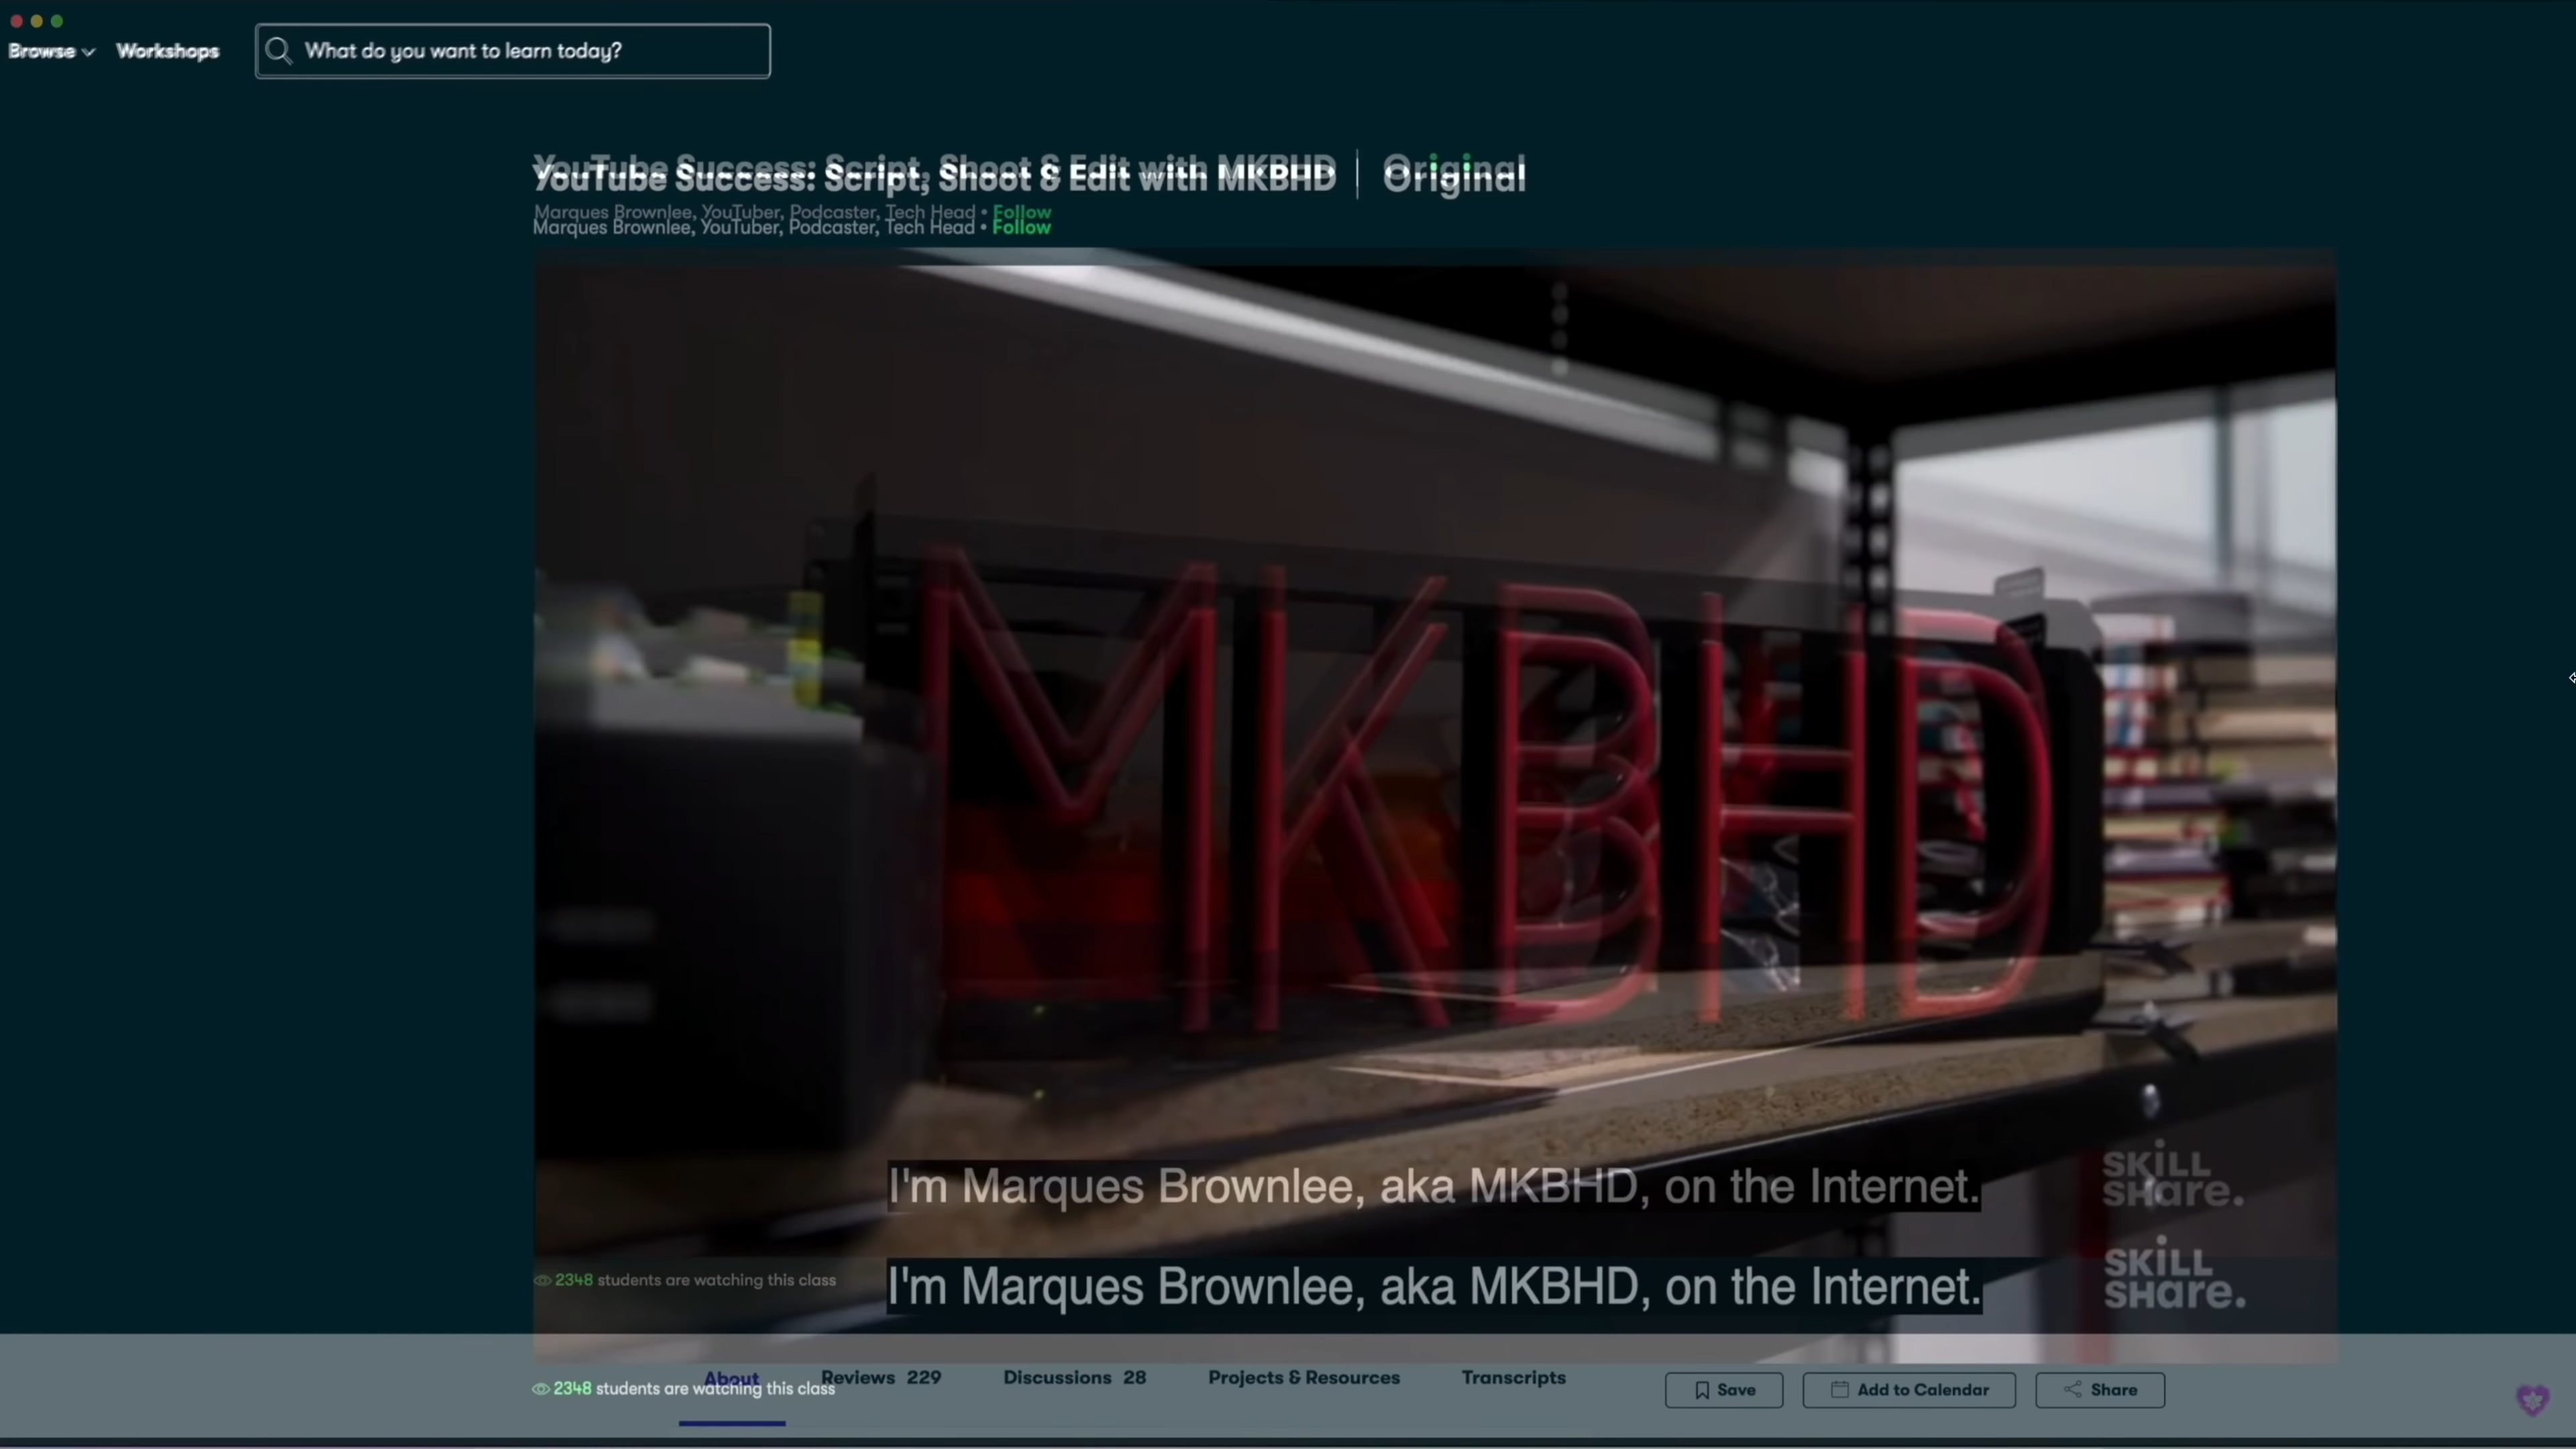 Browse Workshops What do you want to learn today?
YouTube Success: Script, Shoot & Edit with MKBHD | Original
Marques Brownlee, YouTuber, Podcaster, Tech Head • Follow
Marques Brownlee, YouTuber, Podcaster, Tech Head • Follow
MKBHD
I'm Marques Brownlee, aka MKBHD, on the Internet.
SKILL
SHare.
2348 students are watching this class
I'm Marques Brownlee, aka MKBHD, on the Internet.
SKILL
SHare.
About Reviews 229 Discussions 28 Projects & Resources Transcripts
2348 students are watching this class
Save Add to Calendar Share